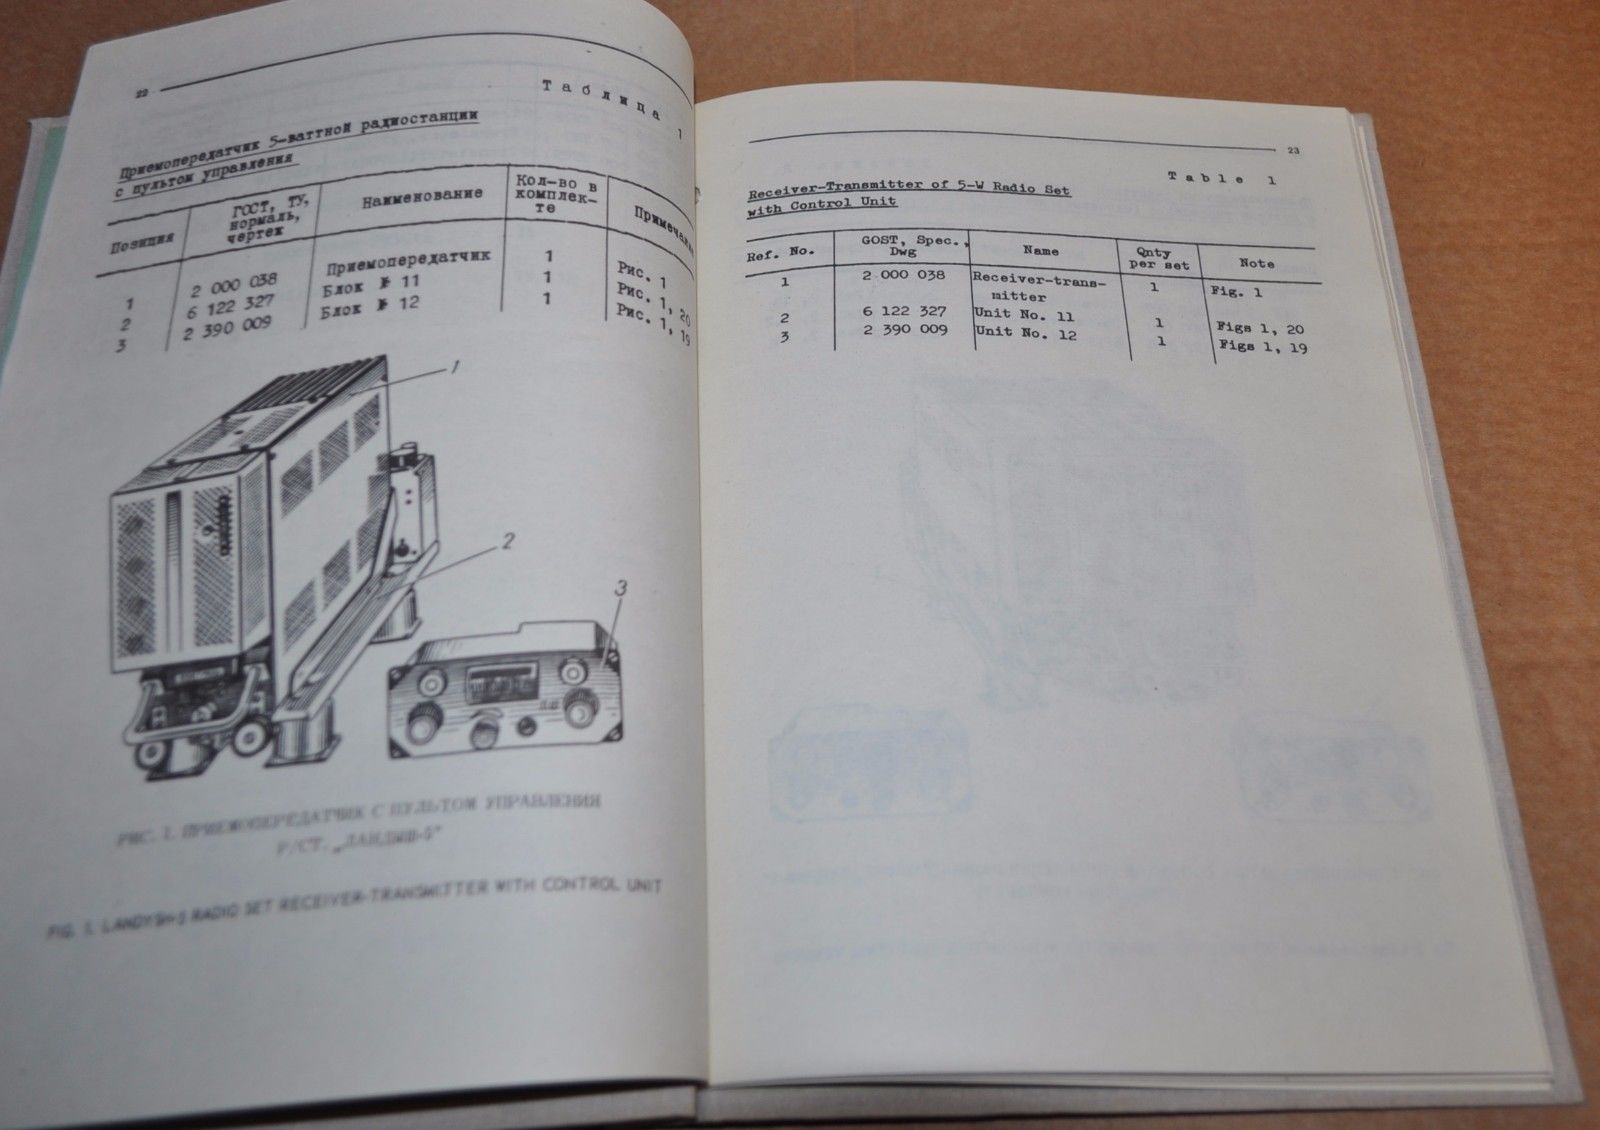 22
Таблица 1
Приемопередатчик 5-ваттной радиостанции
с пультом управления
Позиция
ГОСТ, ТУ,
нормаль,
чертеж
Наименование
Кол-во в
комплек-
те
Примечание
1 2 000 038 Приемопередатчик 1 Рис. 1
2 6 122 327 Блок № 11 1 Рис. 1, 20
3 2 390 009 Блок № 12 1 Рис. 1, 19
1
2
3
РИС. 1. ПРИЕМОПЕРЕДАТЧИК С ПУЛЬТОМ УПРАВЛЕНИЯ
Р/СТ. „ЛАНДЫШ-5"
FIG. 1. LANDYSH-5 RADIO SET RECEIVER-TRANSMITTER WITH CONTROL UNIT
23
Table 1
Receiver-Transmitter of 5-W Radio Set
with Control Unit
Ref. No.
GOST, Spec.,
Dwg
Name
Qnty
per set
Note
1 2 000 038 Receiver-trans-
mitter 1 Fig. 1
2 6 122 327 Unit No. 11 1 Figs 1, 20
3 2 390 009 Unit No. 12 1 Figs 1, 19